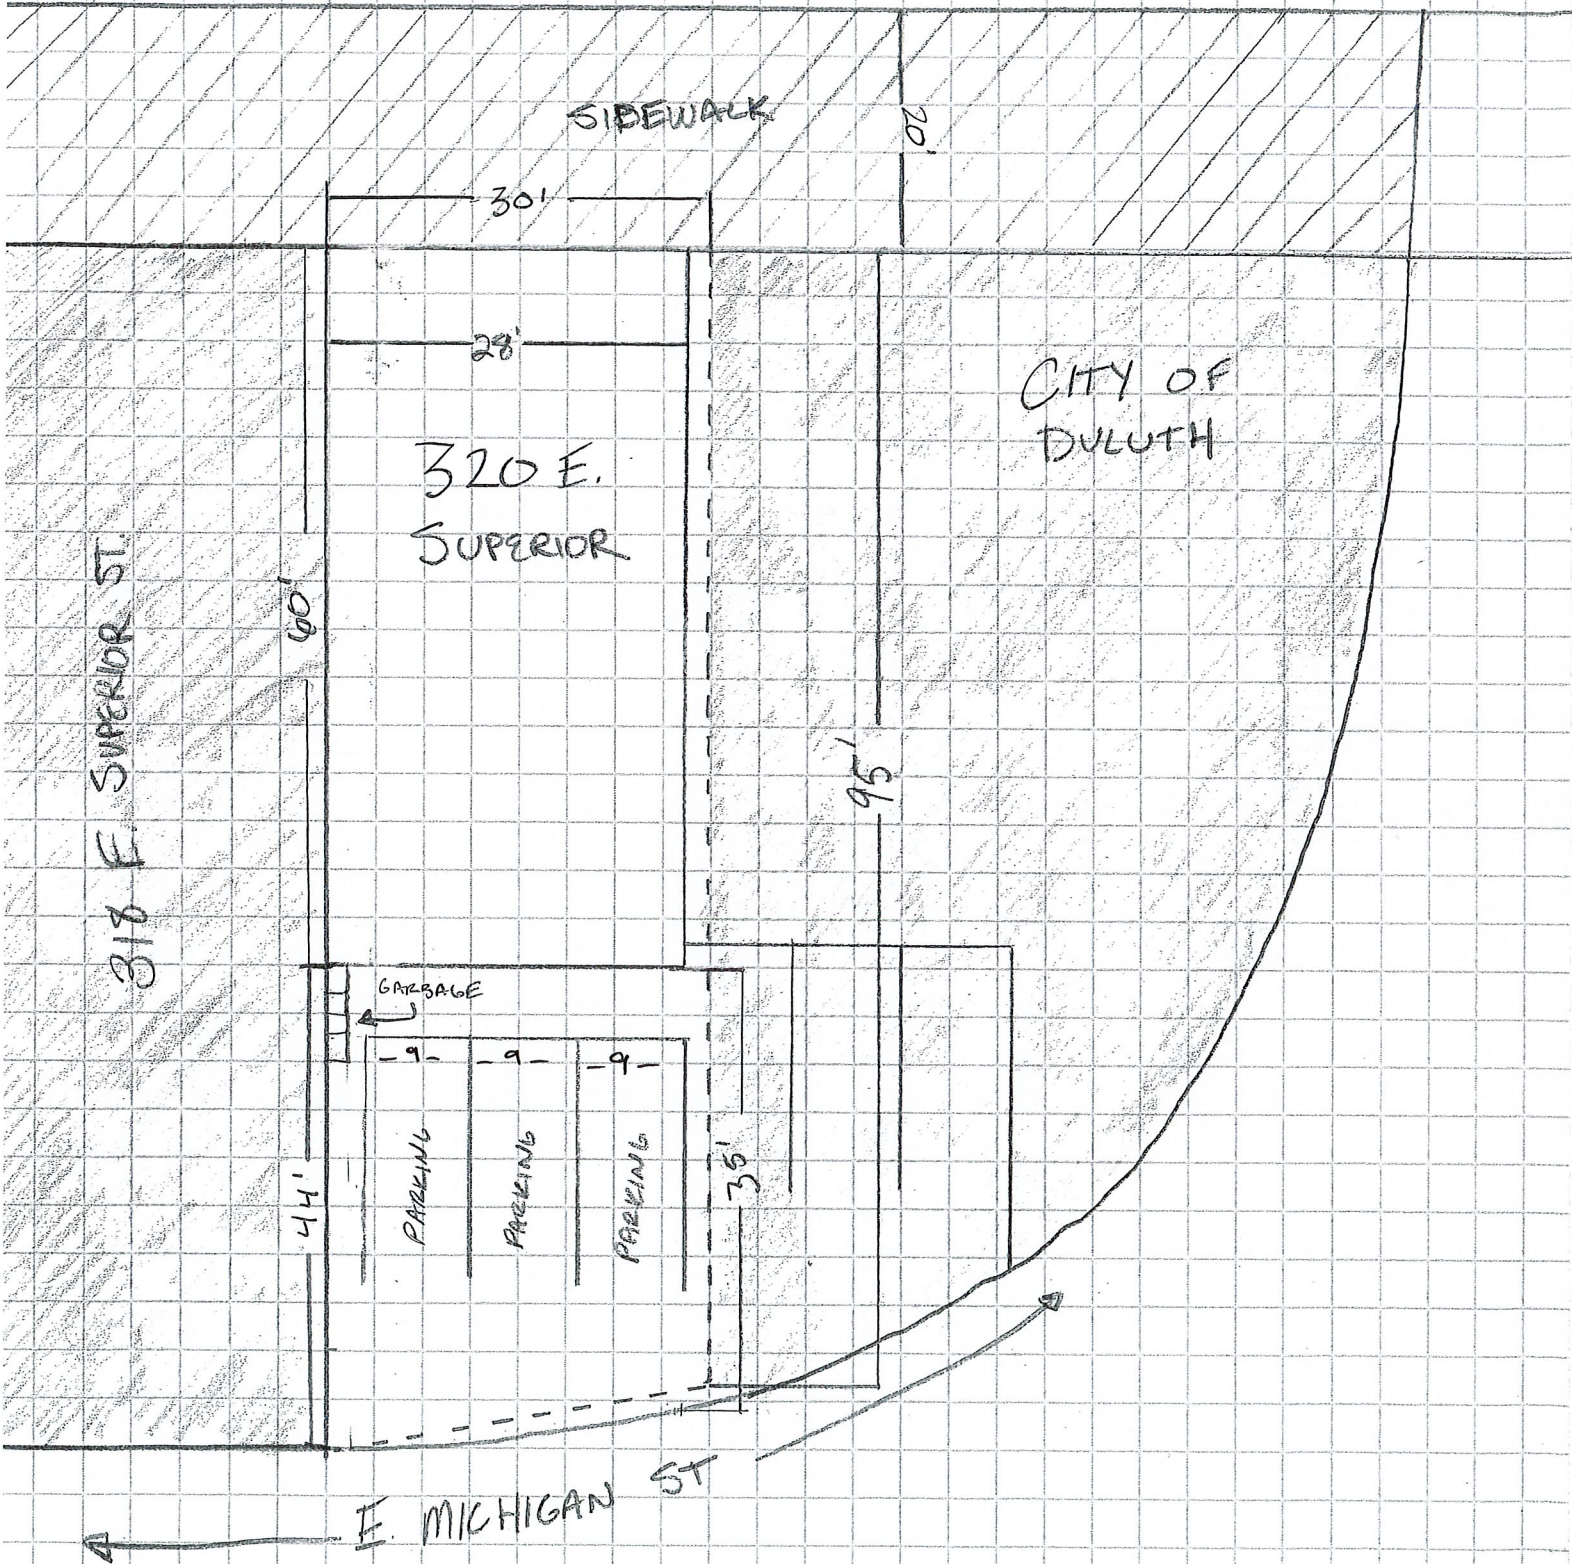 SIDEWALK
20'
30'
28'
CITY OF
DULUTH
320 E.
SUPERIOR
318 E. SUPERIOR ST.
60'
95'
GARBAGE
-9- -9- -9-
PARKING
PARKING
PARKING
35'
44'
E. MICHIGAN ST